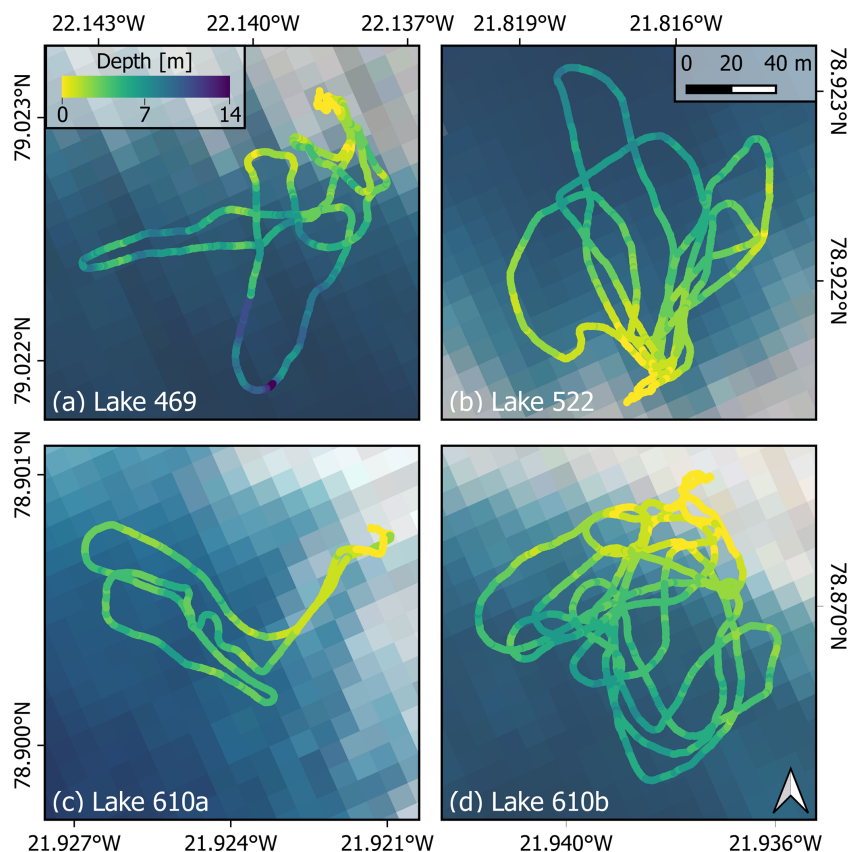 22.143°W 22.140°W 22.137°W 21.819°W 21.816°W
Depth [m]
0 7 14
0 20 40 m
79.023°N
79.022°N
78.923°N
78.922°N
(a) Lake 469
(b) Lake 522
78.901°N
78.900°N
78.870°N
(c) Lake 610a
(d) Lake 610b
21.927°W 21.924°W 21.921°W 21.940°W 21.936°W